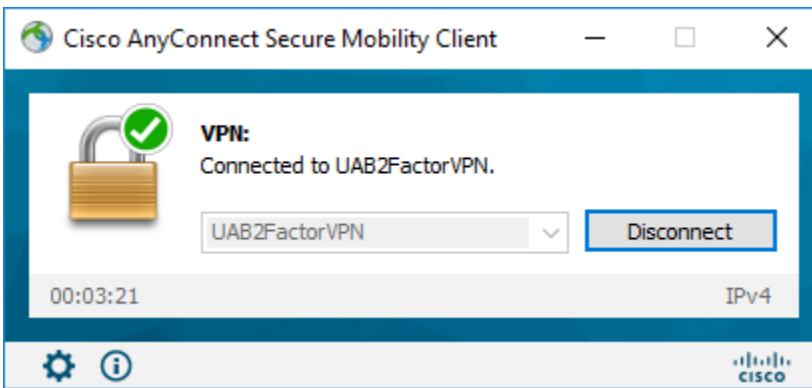 Cisco AnyConnect Secure Mobility Client
VPN:
Connected to UAB2FactorVPN.
UAB2FactorVPN
Disconnect
00:03:21
IPv4
CISCO